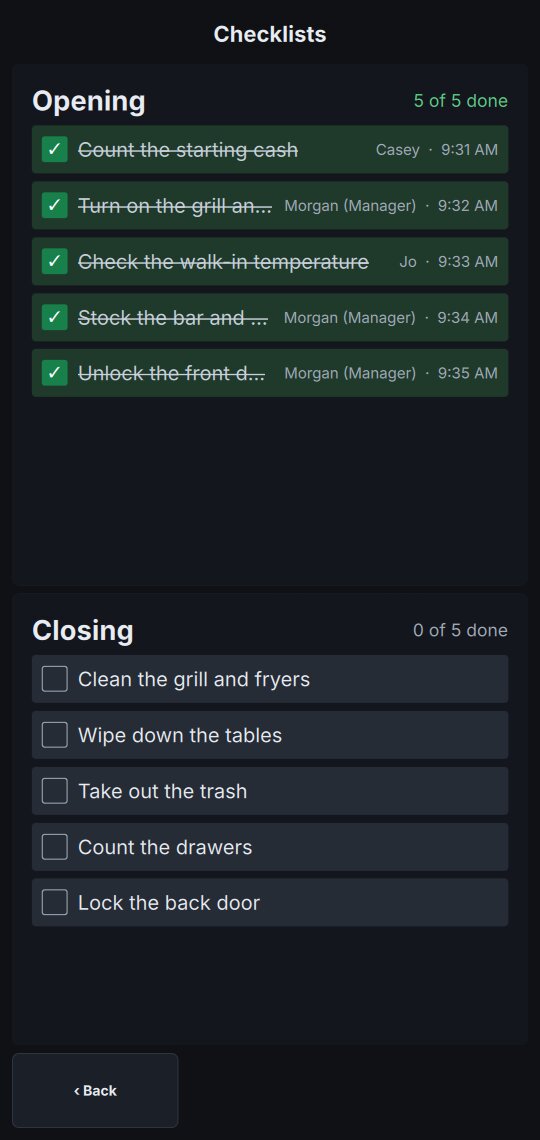 Checklists
Opening 5 of 5 done
✓ Count the starting cash Casey · 9:31 AM
✓ Turn on the grill an... Morgan (Manager) · 9:32 AM
✓ Check the walk-in temperature Jo · 9:33 AM
✓ Stock the bar and ... Morgan (Manager) · 9:34 AM
✓ Unlock the front d... Morgan (Manager) · 9:35 AM
Closing 0 of 5 done
Clean the grill and fryers
Wipe down the tables
Take out the trash
Count the drawers
Lock the back door
‹ Back